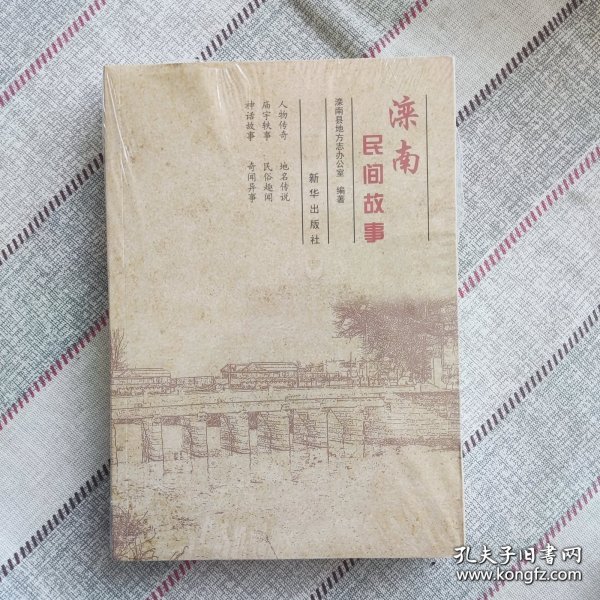 滦南
民间故事
滦南县地方志办公室 编著
新华出版社
人物传奇 地名传说
庙宇轶事 民俗趣闻
神话故事 奇闻异事
孔夫子旧书网
www.kongfz.com